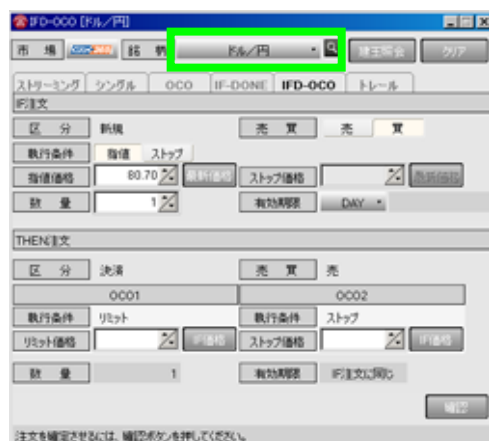 IFD-OCO [ドル/円]
市 場 銘 柄 ドル/円 建玉照会 クリア
ストリーミング シングル OCO IF-DONE IFD-OCO トレール
IF注文
区 分 新規 売 買 売 買
執行条件 指値 ストップ
指値価格 80.70 最新価格 ストップ価格 最新価格
数 量 1 有効期限 DAY
THEN注文
区 分 決済 売 買 売
OCO1 OCO2
執行条件 リミット 執行条件 ストップ
リミット価格 IF価格 ストップ価格 IF価格
数 量 1 有効期限 IF注文に同じ
確認
注文を確定させるには、確認ボタンを押してください。